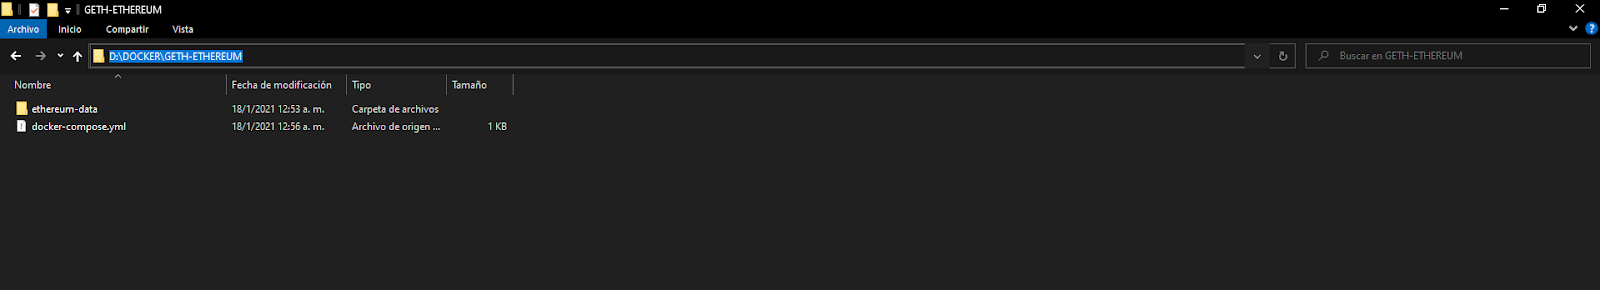 GETH-ETHEREUM
Archivo Inicio Compartir Vista
D:\DOCKER\GETH-ETHEREUM Buscar en GETH-ETHEREUM
Nombre Fecha de modificación Tipo Tamaño
ethereum-data 18/1/2021 12:53 a. m. Carpeta de archivos
docker-compose.yml 18/1/2021 12:56 a. m. Archivo de origen ... 1 KB